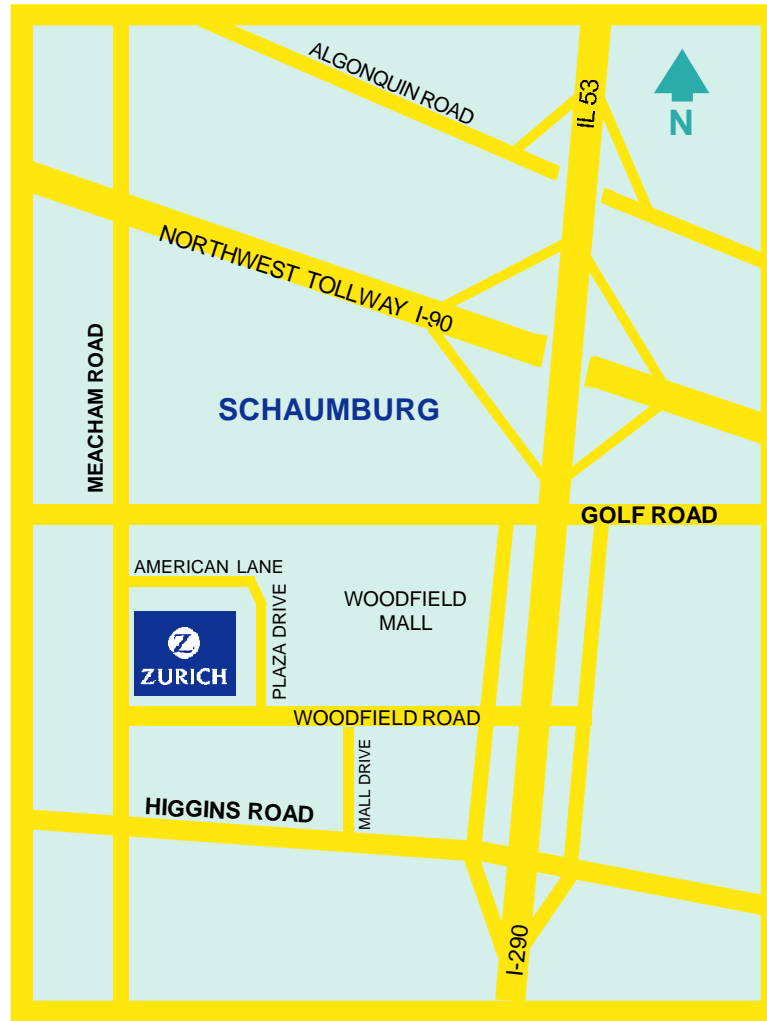 ALGONQUIN ROAD
IL 53
N
NORTHWEST TOLLWAY I-90
MEACHAM ROAD
SCHAUMBURG
GOLF ROAD
AMERICAN LANE
PLAZA DRIVE
WOODFIELD
MALL
Z
ZURICH
WOODFIELD ROAD
MALL DRIVE
HIGGINS ROAD
I-290